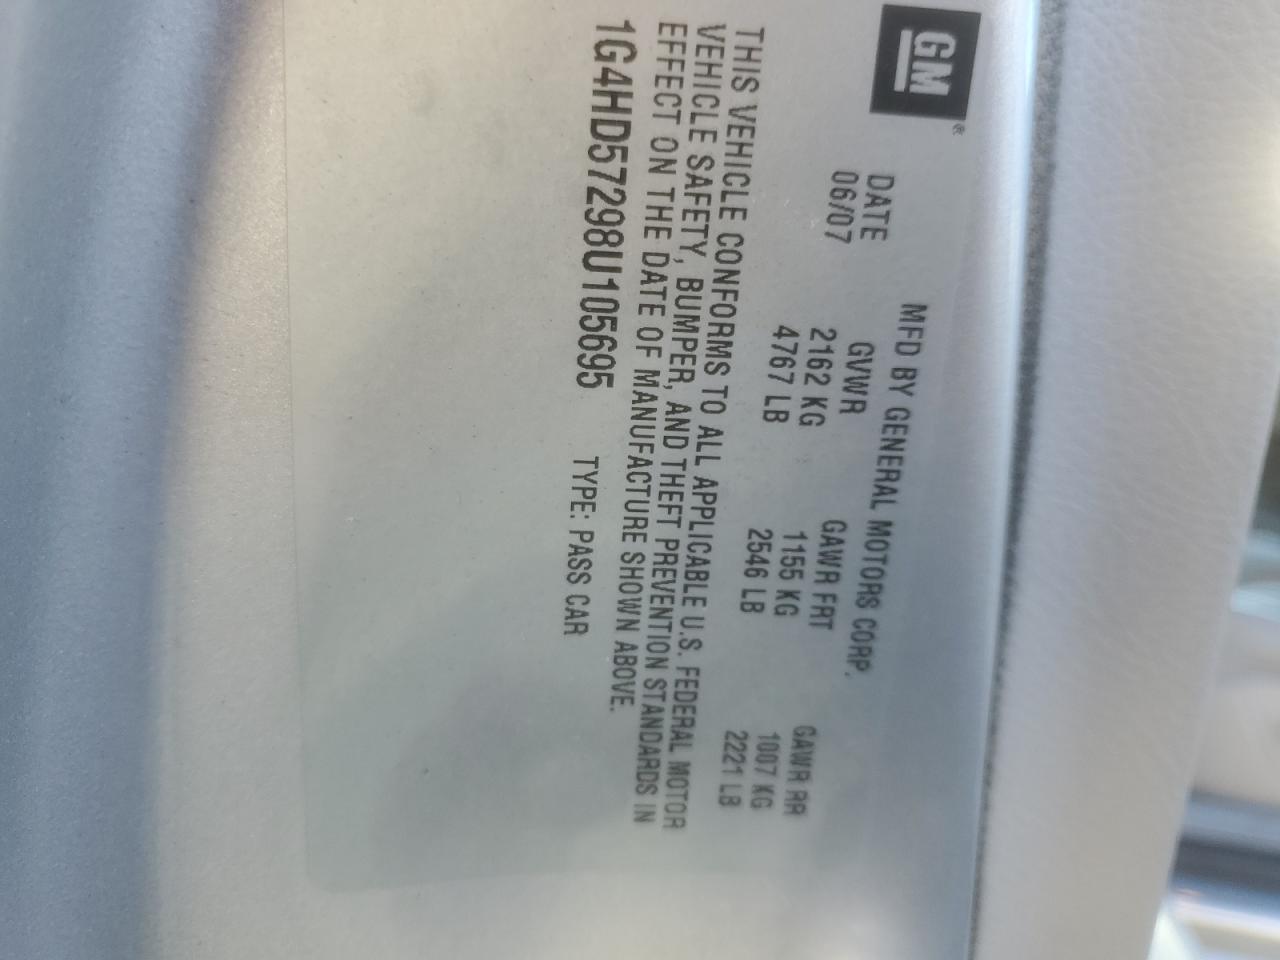 GM®
MFD BY GENERAL MOTORS CORP.
DATE GVWR GAWR FRT GAWR RR
06/07 2162 KG 1155 KG 1007 KG
4767 LB 2546 LB 2221 LB
THIS VEHICLE CONFORMS TO ALL APPLICABLE U.S. FEDERAL MOTOR
VEHICLE SAFETY, BUMPER, AND THEFT PREVENTION STANDARDS IN
EFFECT ON THE DATE OF MANUFACTURE SHOWN ABOVE.
1G4HD57298U105695 TYPE: PASS CAR